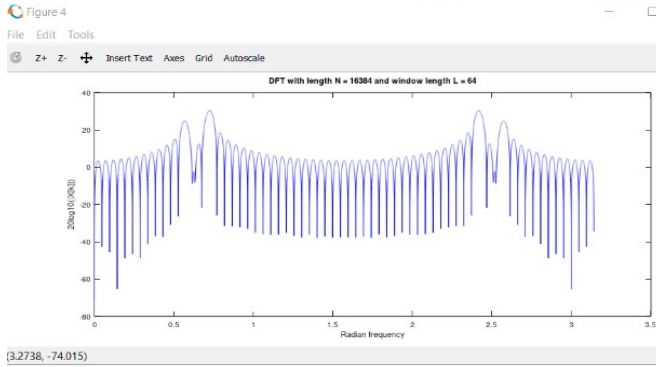 Figure 4
File Edit Tools
Z+ Z- Insert Text Axes Grid Autoscale
DFT with length N = 16384 and window length L = 64
40
20
0
-20
-40
-60
-80
20log10(|X[k]|)
0 0.5 1 1.5 2 2.5 3 3.5
Radian frequency
(3.2738, -74.015)